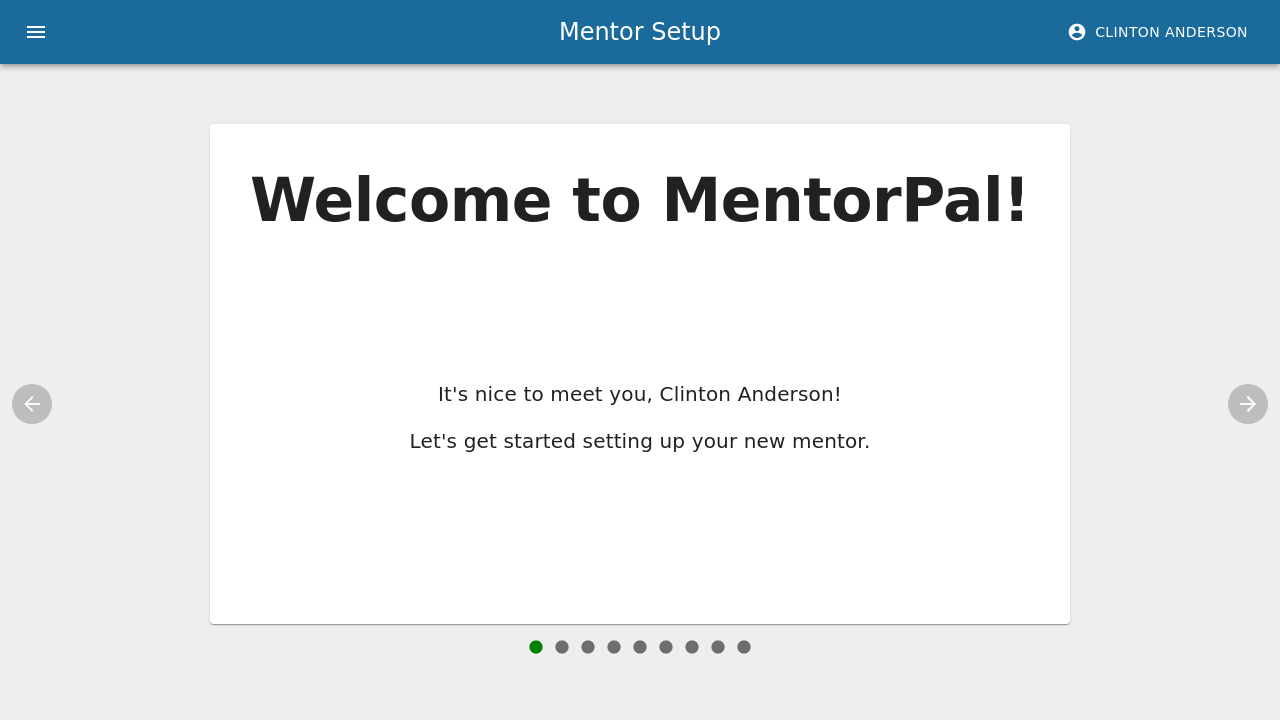 Mentor Setup
CLINTON ANDERSON
Welcome to MentorPal!
It's nice to meet you, Clinton Anderson!
Let's get started setting up your new mentor.